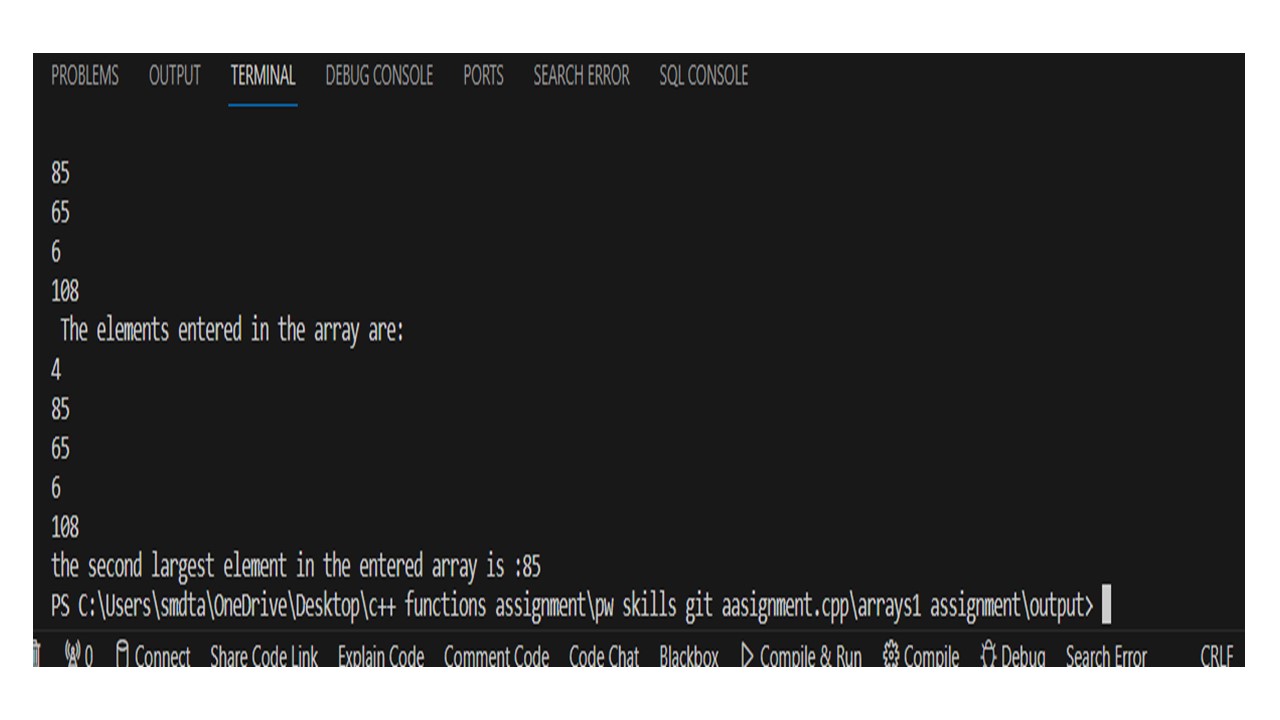 PROBLEMS OUTPUT TERMINAL DEBUG CONSOLE PORTS SEARCH ERROR SQL CONSOLE
85
65
6
108
The elements entered in the array are:
4
85
65
6
108
the second largest element in the entered array is :85
PS C:\Users\smdta\OneDrive\Desktop\c++ functions assignment\pw skills git aasignment.cpp\arrays1 assignment\output>
0 Connect Share Code Link Explain Code Comment Code Code Chat Blackbox Compile & Run Compile Debug Search Error CRLF